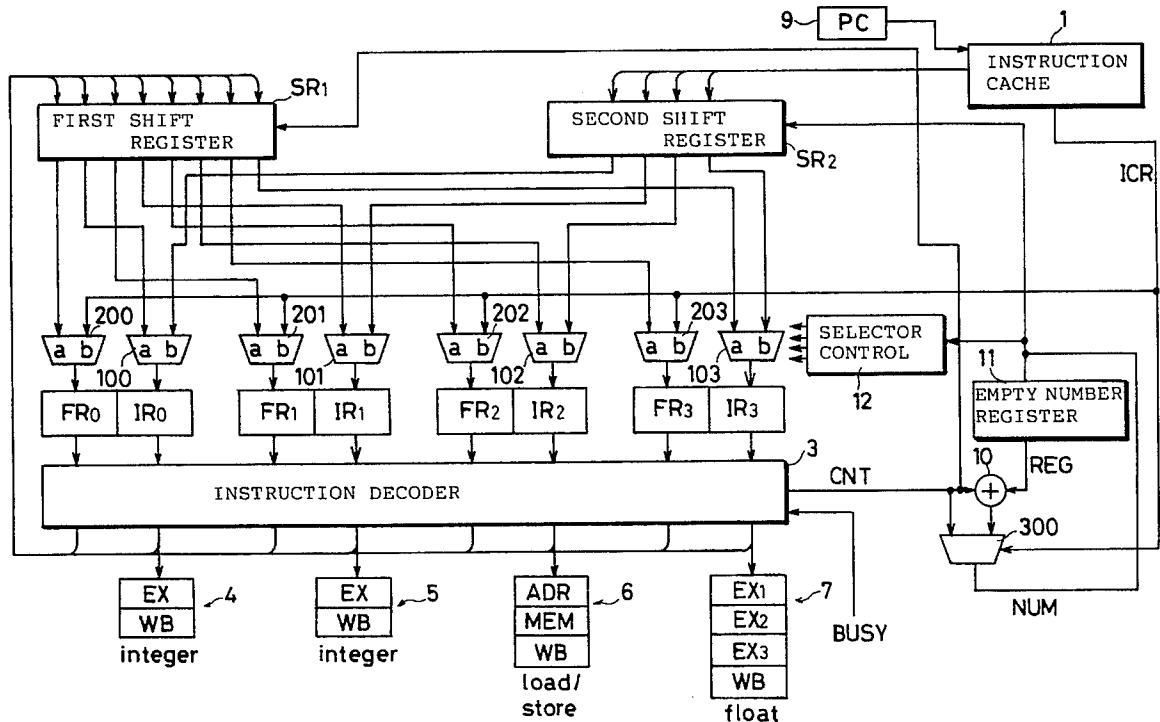 9
PC
1
INSTRUCTION
CACHE
SR1
FIRST SHIFT
REGISTER
SECOND SHIFT
REGISTER
SR2
ICR
200
201
202
203
a b
a b
a b
a b
a b
a b
a b
a b
100
101
102
103
SELECTOR
CONTROL
12
11
EMPTY NUMBER
REGISTER
FR0
IR0
FR1
IR1
FR2
IR2
FR3
IR3
3
INSTRUCTION DECODER
CNT
10
REG
+
300
NUM
BUSY
EX
WB
4
integer
EX
WB
5
integer
ADR
MEM
WB
6
load/
store
EX1
EX2
EX3
WB
7
float